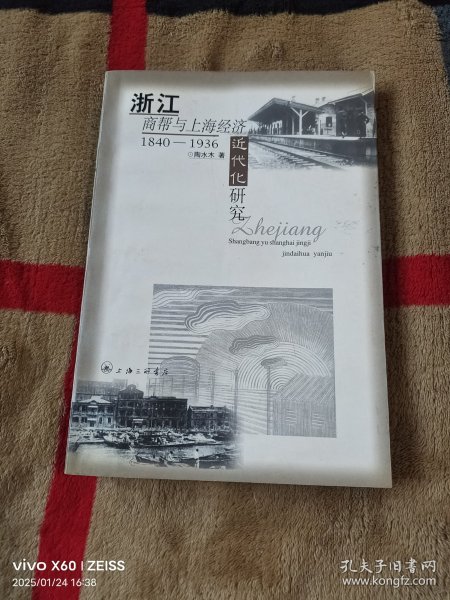 浙江
商帮与上海经济
1840—1936
⊙陶水木 著
近代化研究
Zhejiang
Shangbang yu shanghai jingji
jindaihua yanjiu
上海三联书店
vivo X60 | ZEISS
2025/01/24 16:38
孔夫子旧书网
www.kongfz.com